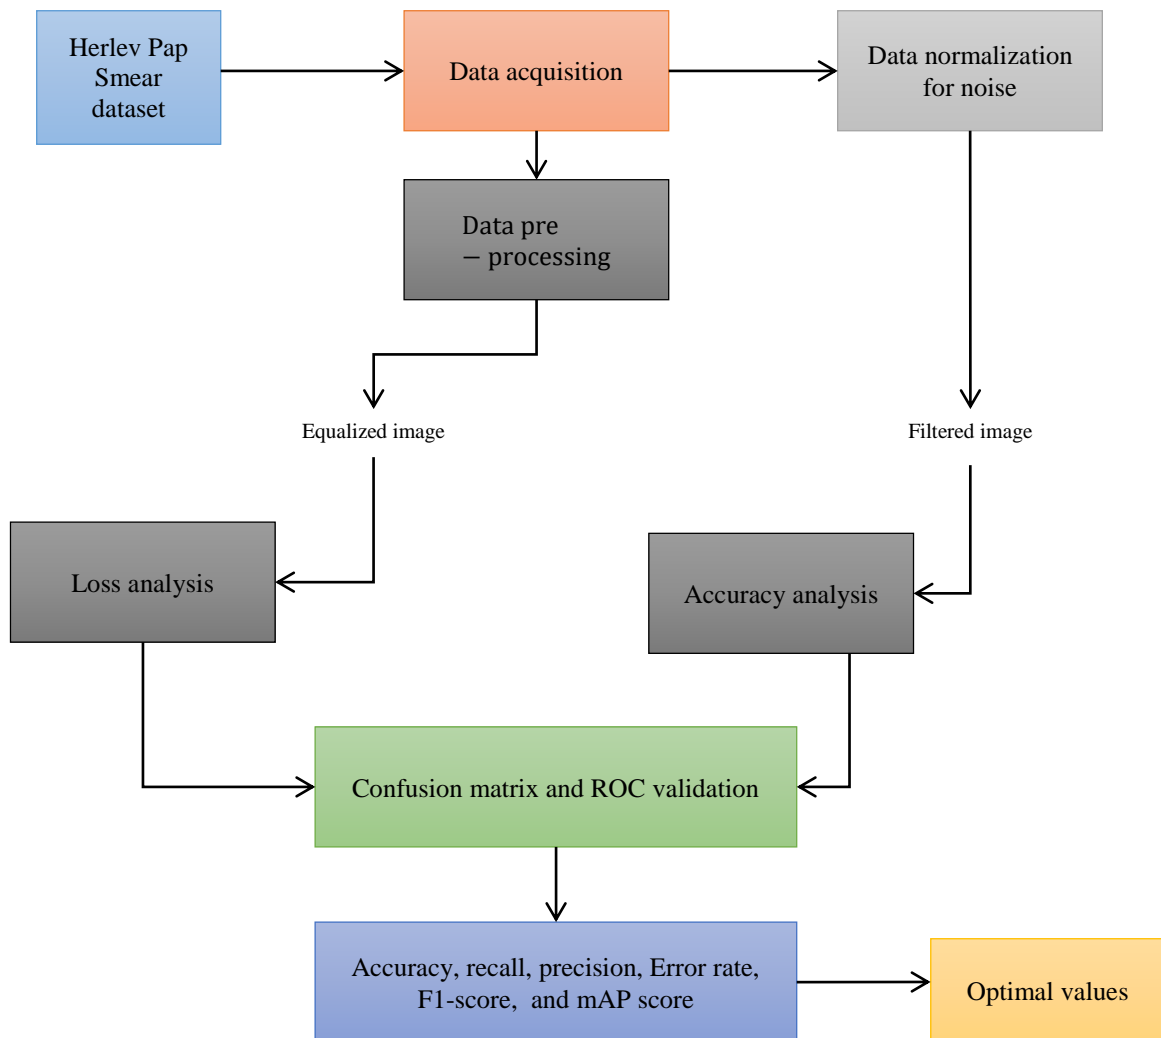 Herlev Pap
Smear
dataset
Data acquisition
Data normalization
for noise
Data pre
− processing
Equalized image
Filtered image
Loss analysis
Accuracy analysis
Confusion matrix and ROC validation
Accuracy, recall, precision, Error rate,
F1-score,  and mAP score
Optimal values